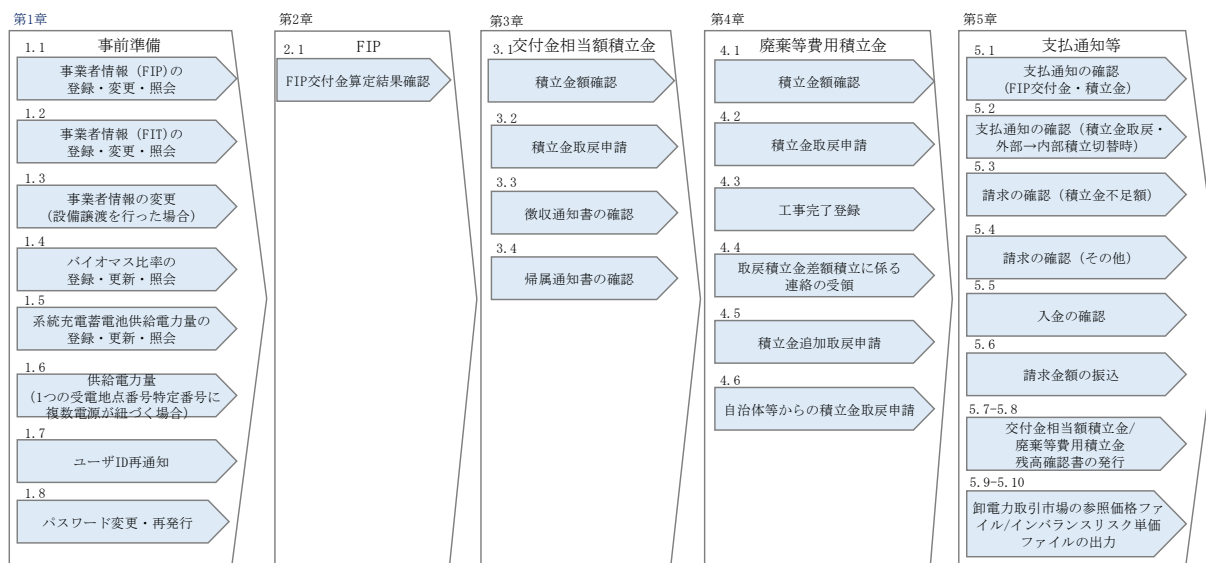 第1章
事前準備
1.1
事業者情報（FIP)の
登録・変更・照会
1.2
事業者情報（FIT)の
登録・変更・照会
1.3
事業者情報の変更
(設備譲渡を行った場合）
1.4
バイオマス比率の
登録・更新・照会
1.5
系統充電蓄電池供給電力量の
登録・更新・照会
1.6
供給電力量
（1つの受電地点番号特定番号に
複数電源が紐づく場合）
1.7
ユーザID再通知
1.8
パスワード変更・再発行
第2章
FIP
2.1
FIP交付金算定結果確認
第3章
交付金相当額積立金
3.1
積立金額確認
3.2
積立金取戻申請
3.3
徴収通知書の確認
3.4
帰属通知書の確認
第4章
廃棄等費用積立金
4.1
積立金額確認
4.2
積立金取戻申請
4.3
工事完了登録
4.4
取戻積立金差額積立に係る
連絡の受領
4.5
積立金追加取戻申請
4.6
自治体等からの積立金取戻申請
第5章
支払通知等
5.1
支払通知の確認
(FIP交付金・積立金）
5.2
支払通知の確認（積立金取戻・
外部→内部積立切替時）
5.3
請求の確認（積立金不足額）
5.4
請求の確認（その他）
5.5
入金の確認
5.6
請求金額の振込
5.7-5.8
交付金相当額積立金/
廃棄等費用積立金
残高確認書の発行
5.9-5.10
卸電力取引市場の参照価格ファ
イル/インバランスリスク単価
ファイルの出力